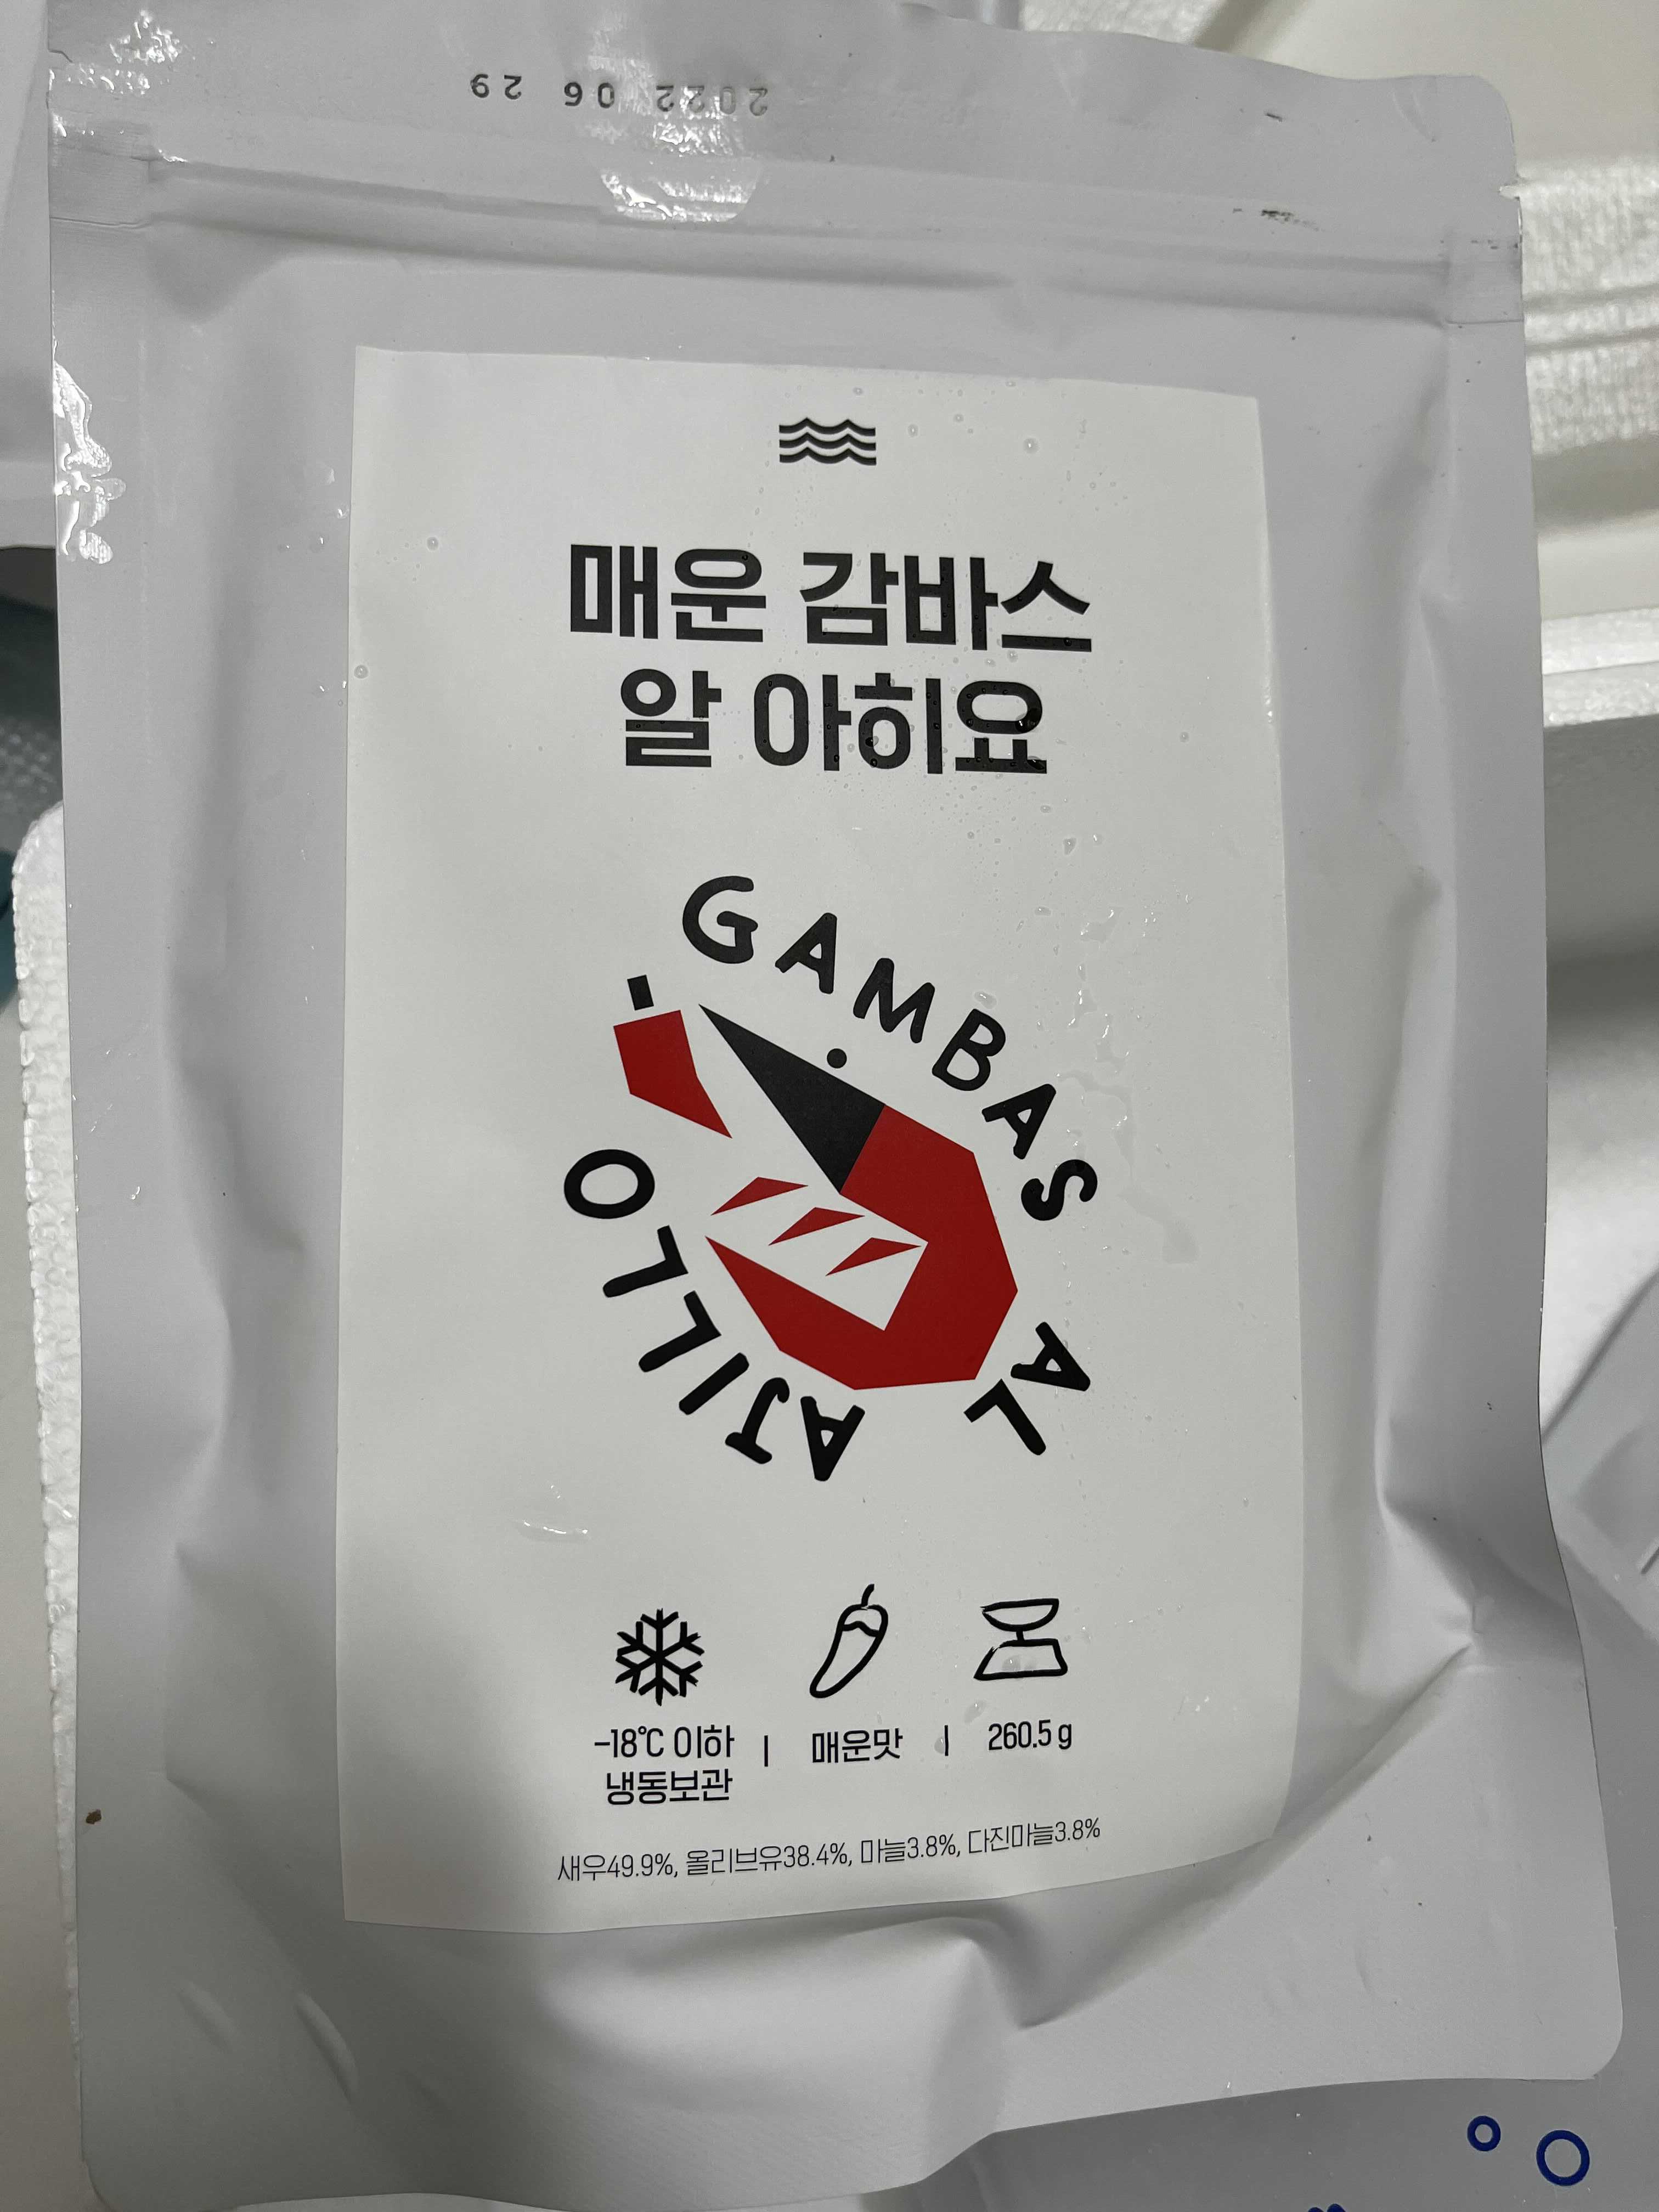 2022 06 29
매운 감바스
알 아히요
GAMBAS AL AJILLO
-18℃ 이하
냉동보관
|
매운맛
|
260.5 g
새우49.9%, 올리브유38.4%, 마늘3.8%, 다진마늘3.8%